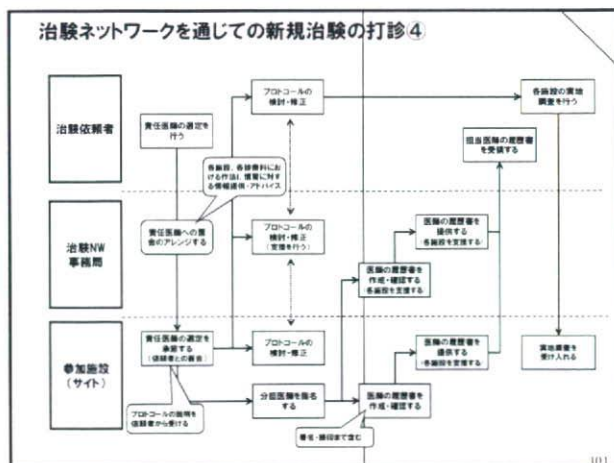 治験ネットワークを通じての新規治験の打診④
治験依頼者
責任医師の選定を
行う
プロトコールの
検討・修正
各施設の実地
調査を行う
担当医師の履歴書
を受領する
各施設、各診療科にお
ける作法、慣習に対す
る情報提供・アドバイス
治験NW
事務局
責任医師への面
会のアレンジする
プロトコールの
検討・修正
(支援を行う)
医師の履歴書を
提供する
(各施設を支援する)
医師の履歴書を
作成・確認する
(各施設を支援する)
参加施設
(サイト)
責任医師の選定を
承諾する
(依頼者との面会)
プロトコールの
検討・修正
医師の履歴書を
提供する
(各施設を支援する)
実地調査を
受け入れる
分担医師を指名
する
医師の履歴書を
作成・確認する
プロトコールの説明を
依頼者から受ける
署名・捺印まで含む
101